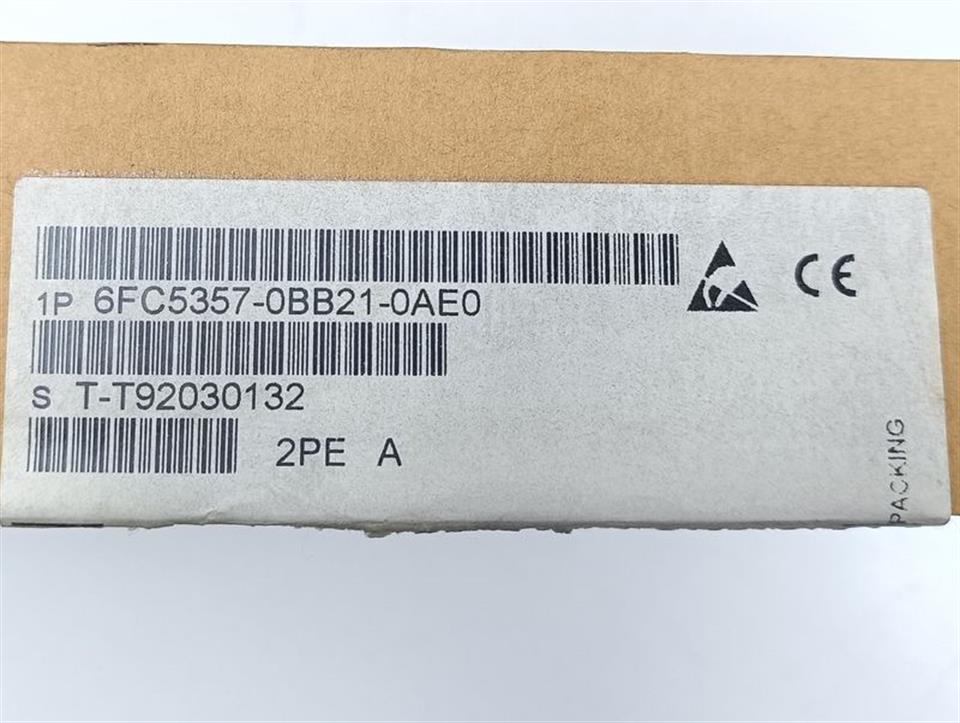 1P 6FC5357-0BB21-0AE0
S T-T92030132
2PE A
CE
PACKING